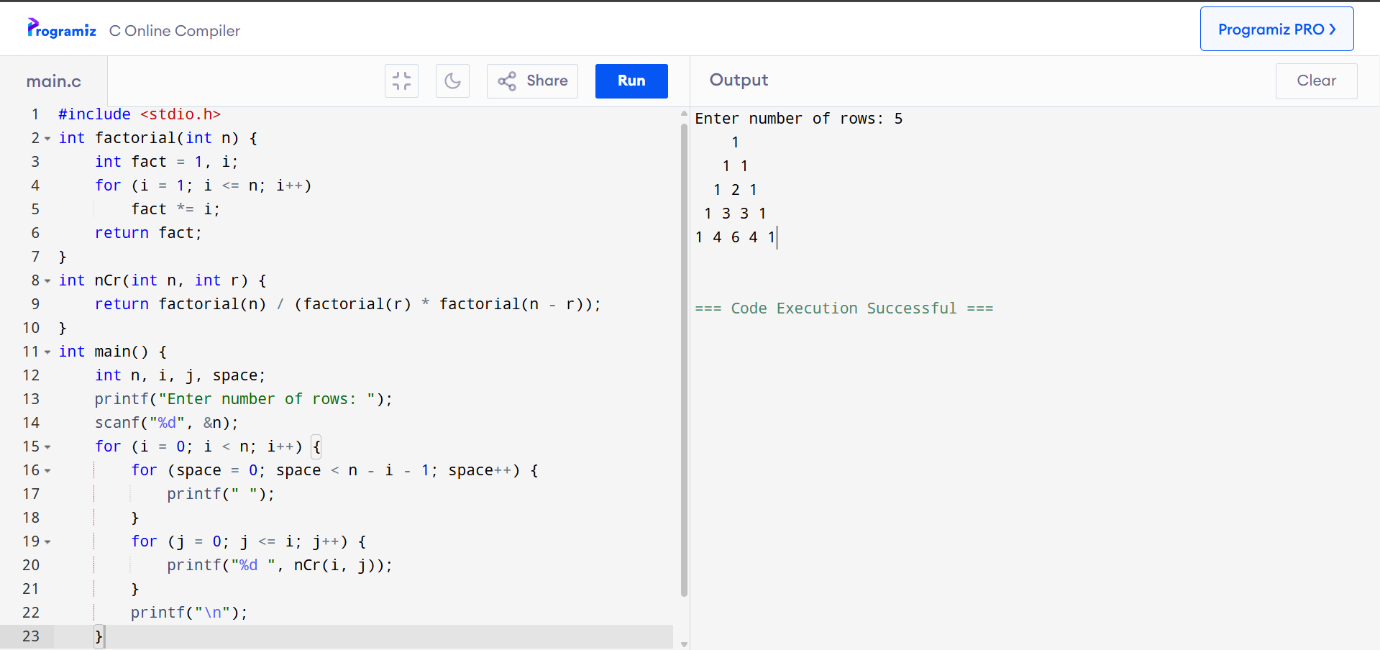 Programiz C Online Compiler
Programiz PRO ›
main.c
Share
Run
Output
Clear
1 #include <stdio.h>
2 int factorial(int n) {
3     int fact = 1, i;
4     for (i = 1; i <= n; i++)
5         fact *= i;
6     return fact;
7 }
8 int nCr(int n, int r) {
9     return factorial(n) / (factorial(r) * factorial(n - r));
10 }
11 int main() {
12     int n, i, j, space;
13     printf("Enter number of rows: ");
14     scanf("%d", &n);
15     for (i = 0; i < n; i++) {
16         for (space = 0; space < n - i - 1; space++) {
17             printf(" ");
18         }
19         for (j = 0; j <= i; j++) {
20             printf("%d ", nCr(i, j));
21         }
22         printf("\n");
23     }
Enter number of rows: 5
    1
   1 1
  1 2 1
 1 3 3 1
1 4 6 4 1
=== Code Execution Successful ===